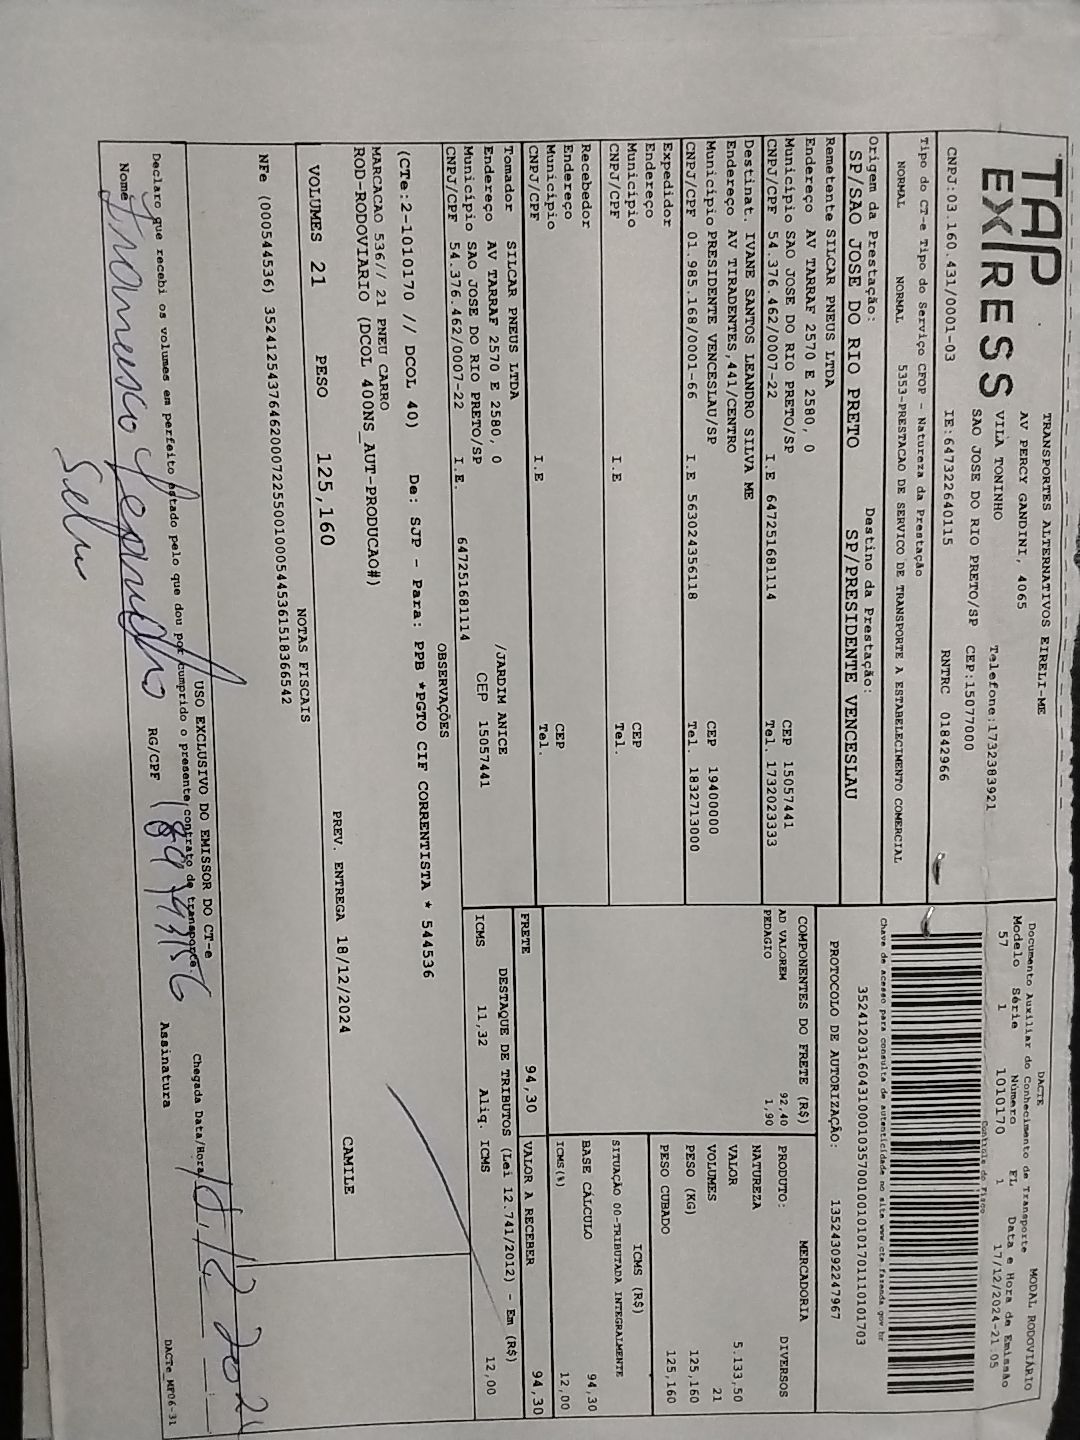 TAP
EXPRESS
TRANSPORTES ALTERNATIVOS EIRELI-ME
AV PERCY GANDINI, 4065
VILA TONINHO Telefone:1732383921
SAO JOSE DO RIO PRETO/SP CEP:15077000
CNPJ:03.160.431/0001-03 IE:647322640115 RNTRC 01842966
Tipo do CT-e Tipo do Serviço CFOP - Natureza da Prestação
NORMAL NORMAL 5353-PRESTACAO DE SERVICO DE TRANSPORTE A ESTABELECIMENTO COMERCIAL
Origem da Prestação: Destino da Prestação:
SP/SAO JOSE DO RIO PRETO SP/PRESIDENTE VENCESLAU
Remetente SILCAR PNEUS LTDA
Endereço AV TARRAF 2570 E 2580, 0 CEP 15057441
Município SAO JOSE DO RIO PRETO/SP Tel. 1732023333
CNPJ/CPF 54.376.462/0007-22 I.E 647251681114
Destinat. IVANE SANTOS LEANDRO SILVA ME
Endereço AV TIRADENTES,441/CENTRO
Município PRESIDENTE VENCESLAU/SP CEP 19400000
CNPJ/CPF 01.985.168/0001-66 I.E 563024356118 Tel. 1832713000
Expedidor
Endereço
Município CEP
CNPJ/CPF I.E Tel.
Recebedor
Endereço
Município CEP
CNPJ/CPF I.E Tel.
Tomador SILCAR PNEUS LTDA
Endereço AV TARRAF 2570 E 2580, 0 /JARDIM ANICE
Município SAO JOSE DO RIO PRETO/SP CEP 15057441
CNPJ/CPF 54.376.462/0007-22 I.E. 647251681114
DACTE MODAL RODOVIÁRIO
Documento Auxiliar do Conhecimento de Transporte
Modelo Série Número FL Data e Hora de Emissão
57 1 1010170 1 17/12/2024-21:05
Controle do Fisco
Chave de acesso para consulta de autenticidade no site www.cte.fazenda.gov.br
35241203160431000103570010010101701110101703
PROTOCOLO DE AUTORIZAÇÃO: 135243092247967
COMPONENTES DO FRETE (R$)
AD VALOREM 92,40
PEDAGIO 1,90
MERCADORIA
PRODUTO: DIVERSOS
NATUREZA
VALOR 5.133,50
VOLUMES 21
PESO (KG) 125,160
PESO CUBADO 125,160
ICMS (R$)
SITUAÇÃO 00-TRIBUTADA INTEGRALMENTE
BASE CÁLCULO 94,30
ICMS(%) 12,00
FRETE 94,30 VALOR A RECEBER 94,30
DESTAQUE DE TRIBUTOS (Lei 12.741/2012) - Em (R$)
ICMS 11,32 Aliq. ICMS 12,00
OBSERVAÇÕES
(CTe:2-1010170 // DCOL 40) De: SJP - Para: PPB *PGTO CIF CORRENTISTA * 544536
MARCACAO 536// 21 PNEU CARRO
ROD-RODOVIARIO (DCOL 400NS_AUT-PRODUCAO#)
VOLUMES 21 PESO 125,160 PREV. ENTREGA 18/12/2024 CAMILE
NOTAS FISCAIS
NFe (000544536) 35241254376462000722550010005445361518366542
USO EXCLUSIVO DO EMISSOR DO CT-e
Declaro que recebi os volumes em perfeito estado pelo que dou por cumprido o presente contrato de transporte. Chegada Data/Hora
Nome RG/CPF Assinatura
DACTe_MP06-31